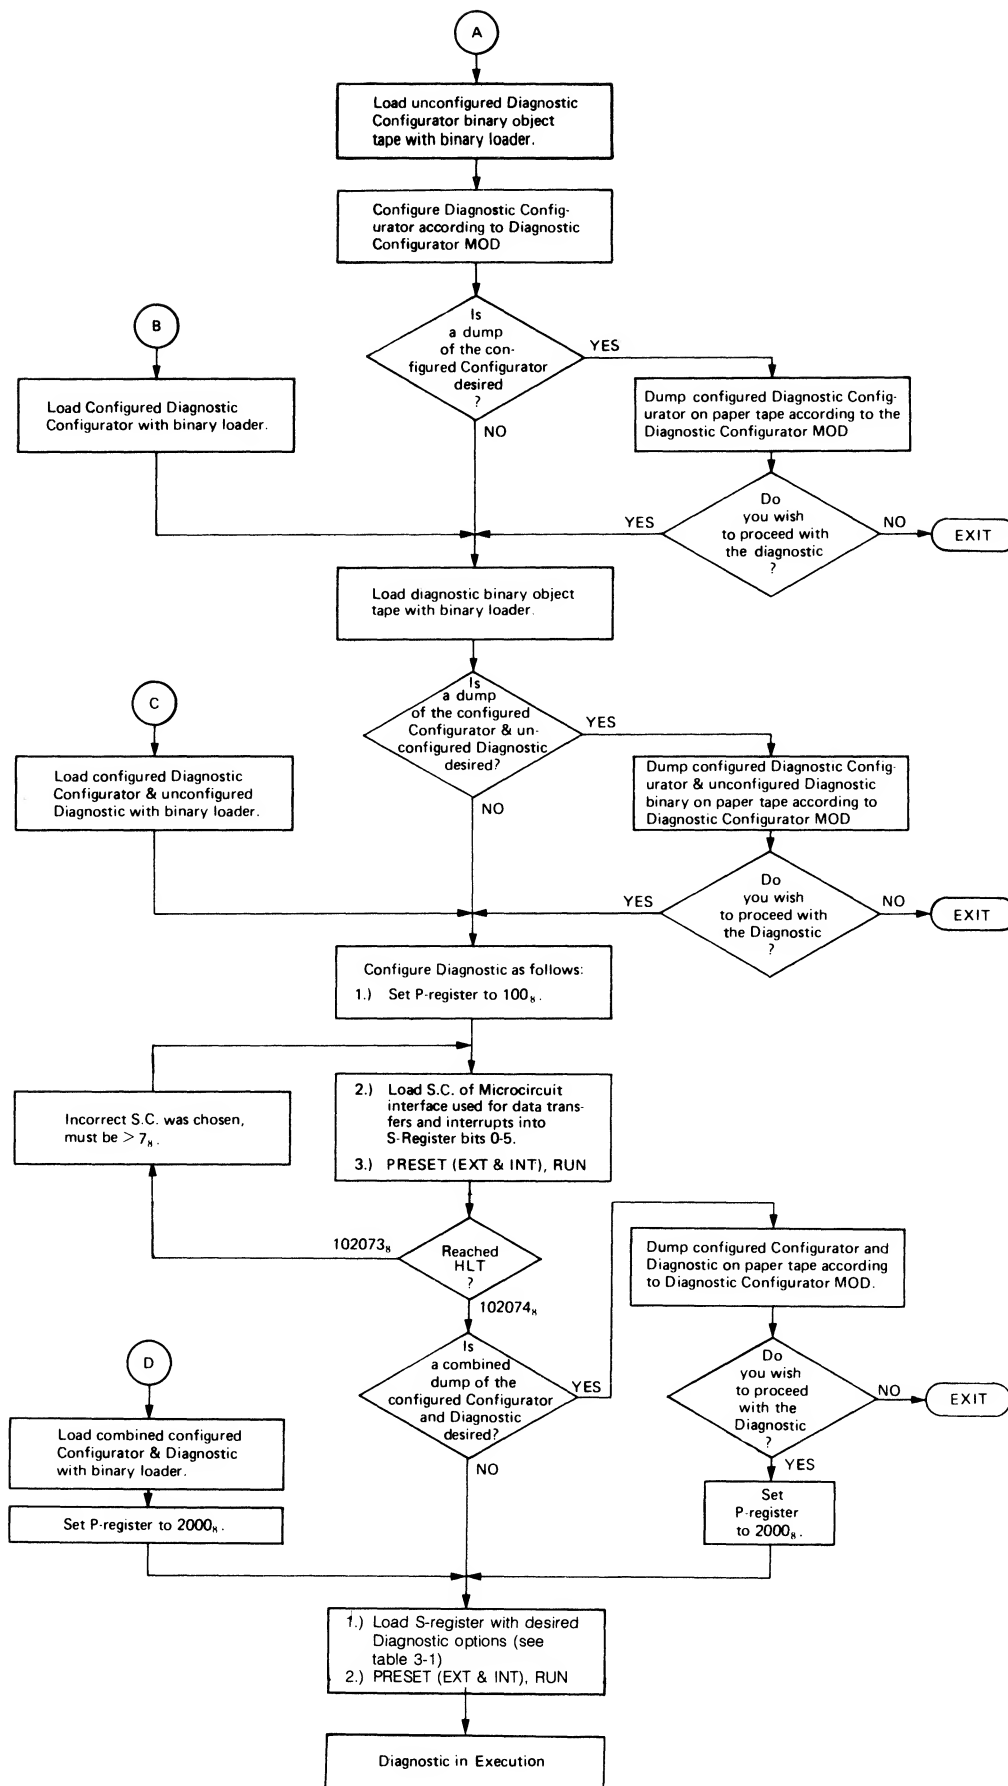 A
Load unconfigured Diagnostic
Configurator binary object
tape with binary loader.
Configure Diagnostic Config-
urator according to Diagnostic
Configurator MOD
Is
a dump
of the con-
figured Configurator
desired
?
YES
NO
B
Load Configured Diagnostic
Configurator with binary loader.
Dump configured Diagnostic Config-
urator on paper tape according to the
Diagnostic Configurator MOD
Do
you wish
to proceed with
the diagnostic
?
YES
NO
EXIT
Load diagnostic binary object
tape with binary loader.
Is
a dump
of the configured
Configurator & un-
configured Diagnostic
desired?
YES
NO
C
Load configured Diagnostic
Configurator & unconfigured
Diagnostic with binary loader.
Dump configured Diagnostic Config-
urator & unconfigured Diagnostic
binary on paper tape according to
Diagnostic Configurator MOD
Do
you wish
to proceed with
the Diagnostic
?
YES
NO
EXIT
Configure Diagnostic as follows:
1.) Set P-register to 100₈.
2.) Load S.C. of Microcircuit
interface used for data trans-
fers and interrupts into
S-Register bits 0-5.
3.) PRESET (EXT & INT), RUN
Incorrect S.C. was chosen,
must be > 7₈.
102073₈
Reached
HLT
?
102074₈
Is
a combined
dump of the
configured Configurator
and Diagnostic
desired?
YES
NO
Dump configured Configurator and
Diagnostic on paper tape according
to Diagnostic Configurator MOD.
Do
you wish
to proceed
with the
Diagnostic
?
NO
EXIT
YES
Set
P-register
to 2000₈.
D
Load combined configured
Configurator & Diagnostic
with binary loader.
Set P-register to 2000₈.
1.) Load S-register with desired
Diagnostic options (see
table 3-1)
2.) PRESET (EXT & INT), RUN
Diagnostic in Execution